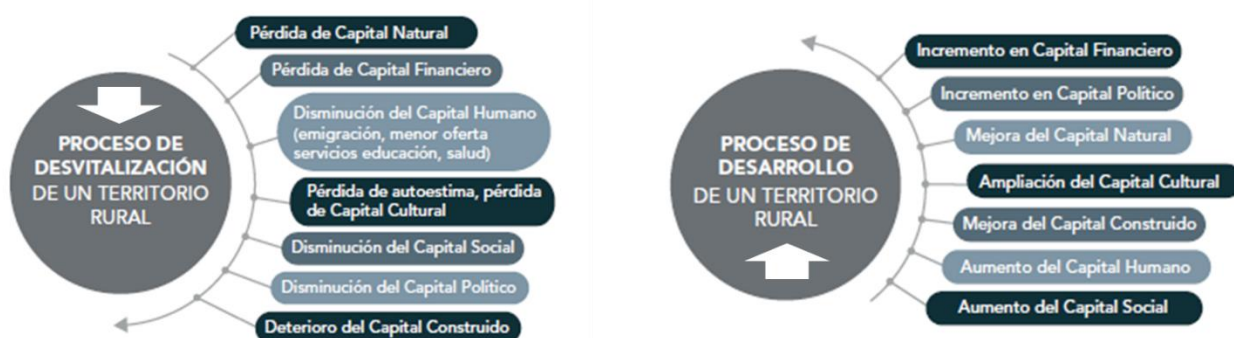 PROCESO DE
DESVITALIZACIÓN
DE UN TERRITORIO
RURAL
Pérdida de Capital Natural
Pérdida de Capital Financiero
Disminución del Capital Humano
(emigración, menor oferta
servicios educación, salud)
Pérdida de autoestima, pérdida
de Capital Cultural
Disminución del Capital Social
Disminución del Capital Político
Deterioro del Capital Construido
PROCESO DE
DESARROLLO
DE UN TERRITORIO
RURAL
Incremento en Capital Financiero
Incremento en Capital Político
Mejora del Capital Natural
Ampliación del Capital Cultural
Mejora del Capital Construido
Aumento del Capital Humano
Aumento del Capital Social